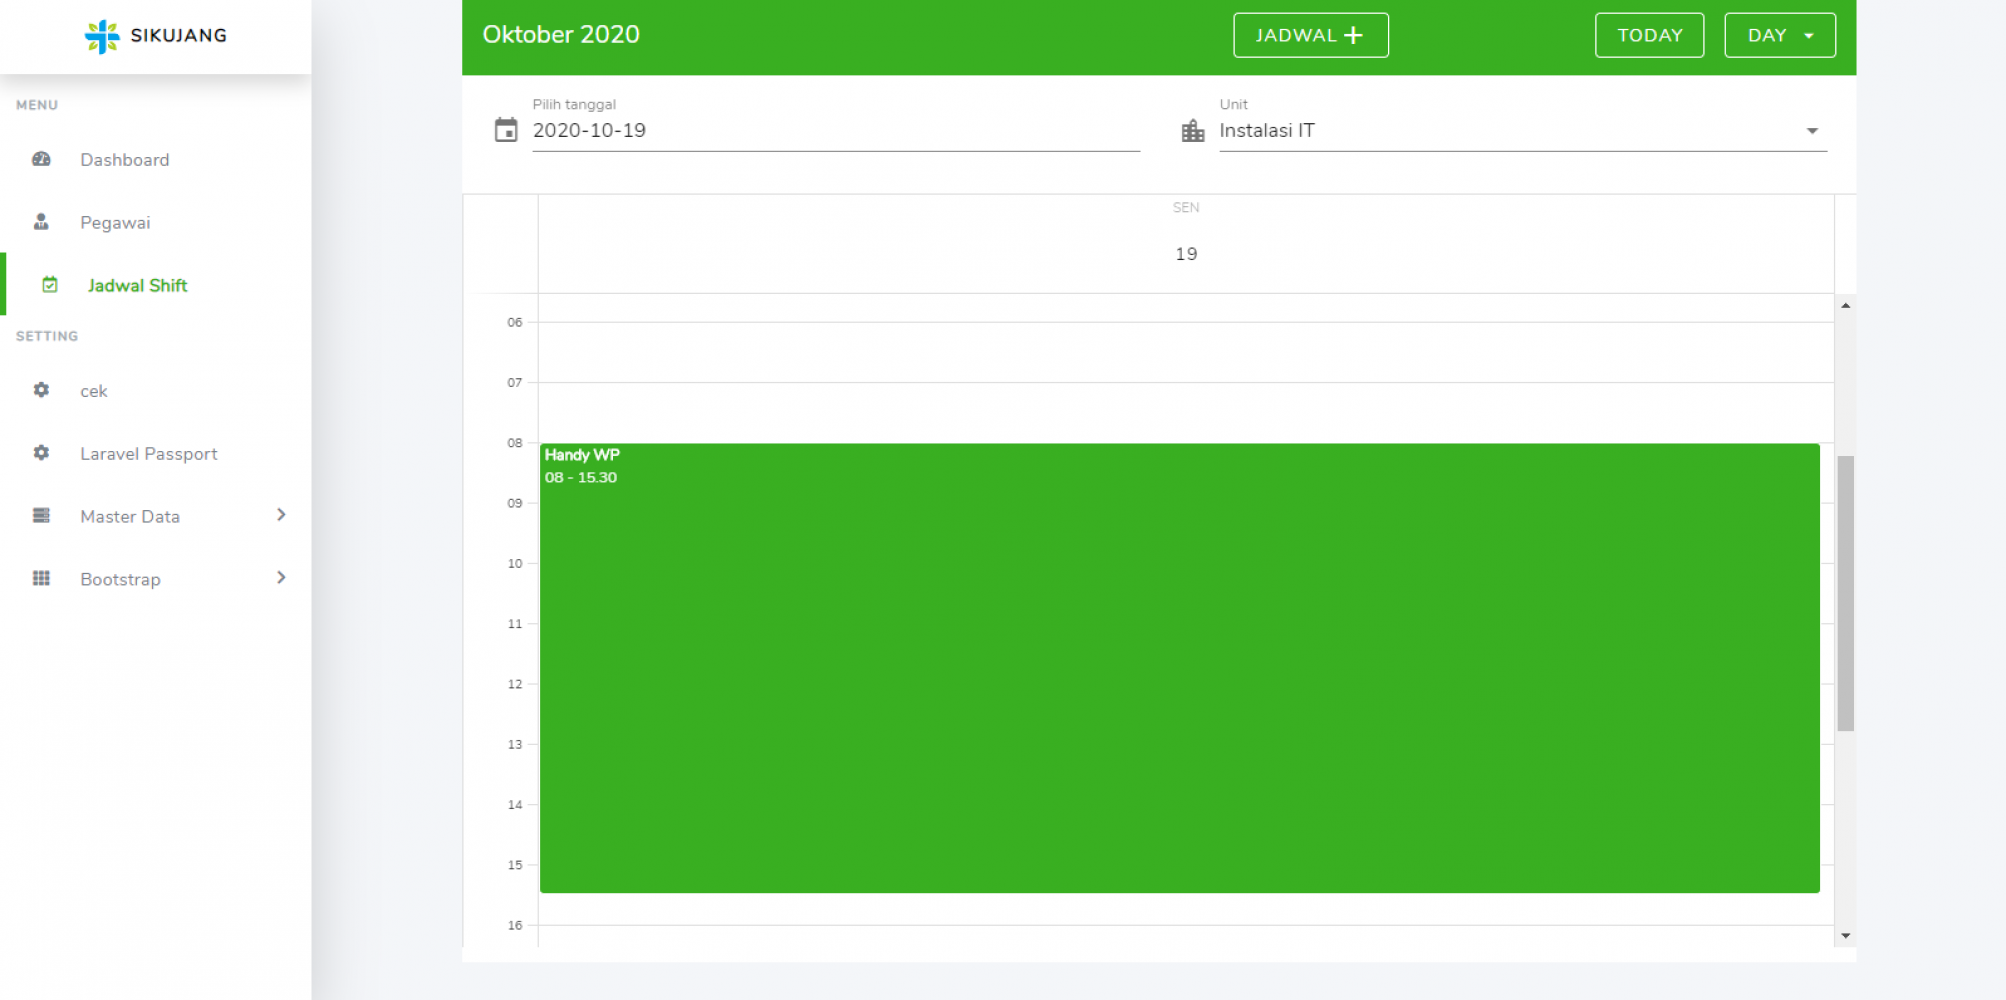 SIKUJANG
MENU
Dashboard
Pegawai
Jadwal Shift
SETTING
cek
Laravel Passport
Master Data
Bootstrap
Oktober 2020
JADWAL
TODAY
DAY
Pilih tanggal
2020-10-19
Unit
Instalasi IT
SEN
19
06
07
08
Handy WP
08 - 15.30
09
10
11
12
13
14
15
16